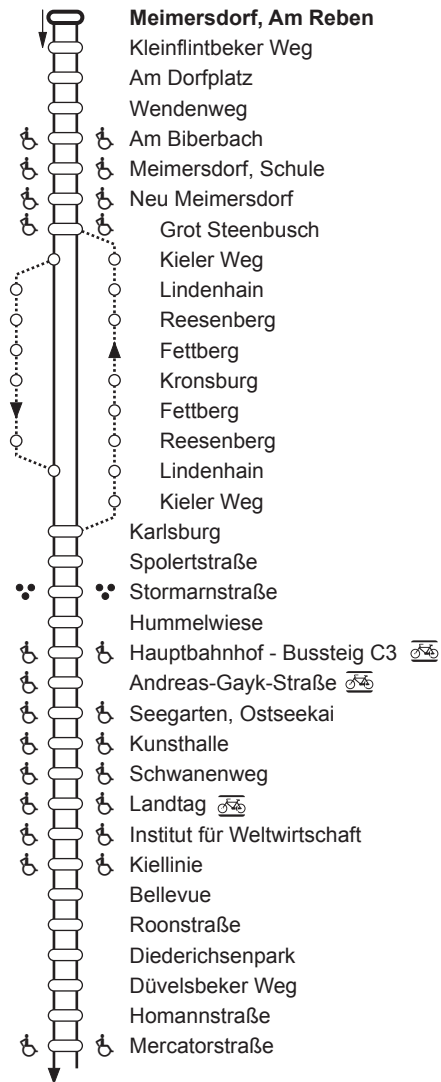 Meimersdorf, Am Reben
Kleinflintbeker Weg
Am Dorfplatz
Wendenweg
Am Biberbach
Meimersdorf, Schule
Neu Meimersdorf
Grot Steenbusch
Kieler Weg
Lindenhain
Reesenberg
Fettberg
Kronsburg
Fettberg
Reesenberg
Lindenhain
Kieler Weg
Karlsburg
Spolertstraße
Stormarnstraße
Hummelwiese
Hauptbahnhof - Bussteig C3
Andreas-Gayk-Straße
Seegarten, Ostseekai
Kunsthalle
Schwanenweg
Landtag
Institut für Weltwirtschaft
Kiellinie
Bellevue
Roonstraße
Diederichsenpark
Düvelsbeker Weg
Homannstraße
Mercatorstraße